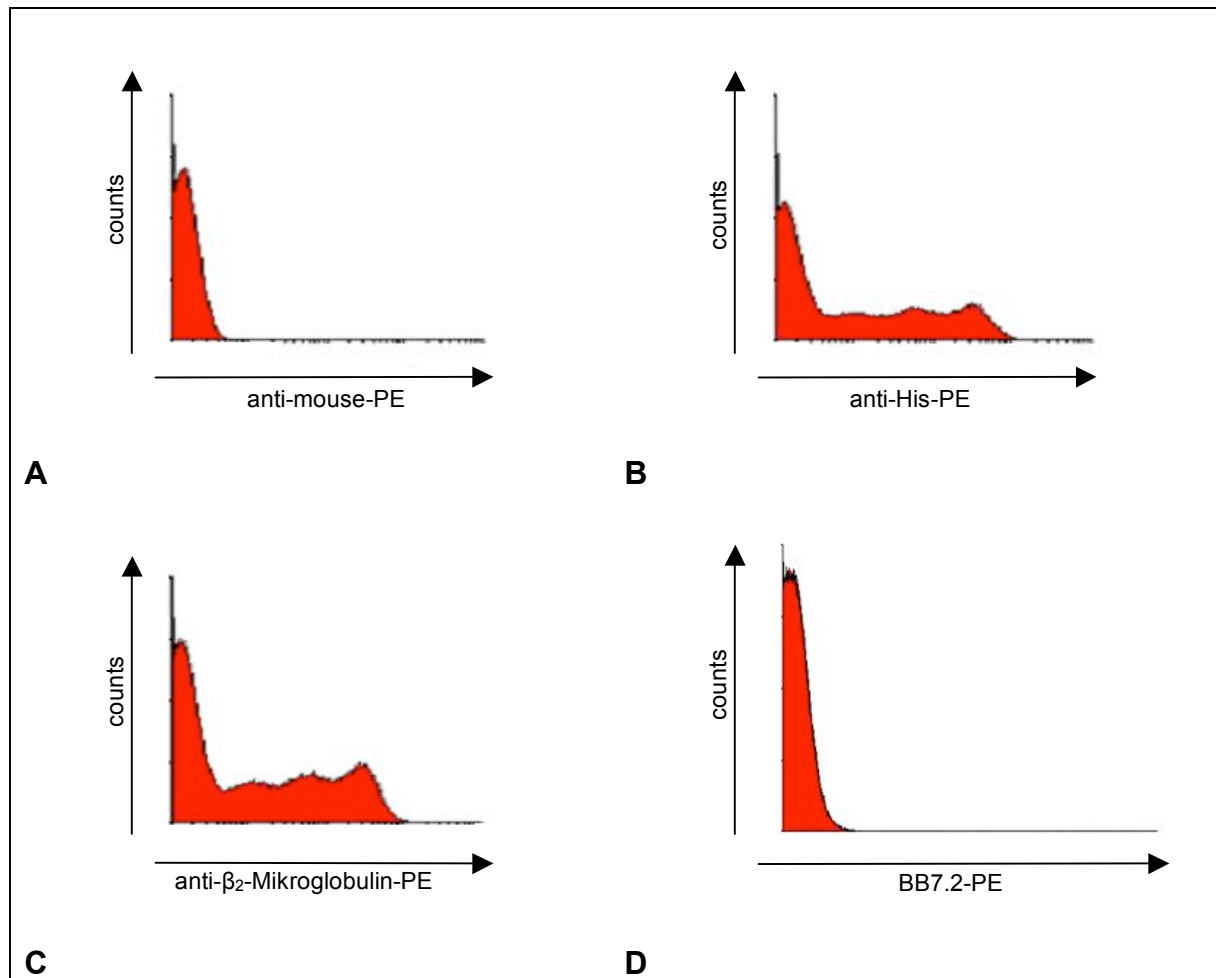 counts
anti-mouse-PE
A
counts
anti-His-PE
B
counts
anti-β₂-Mikroglobulin-PE
C
counts
BB7.2-PE
D